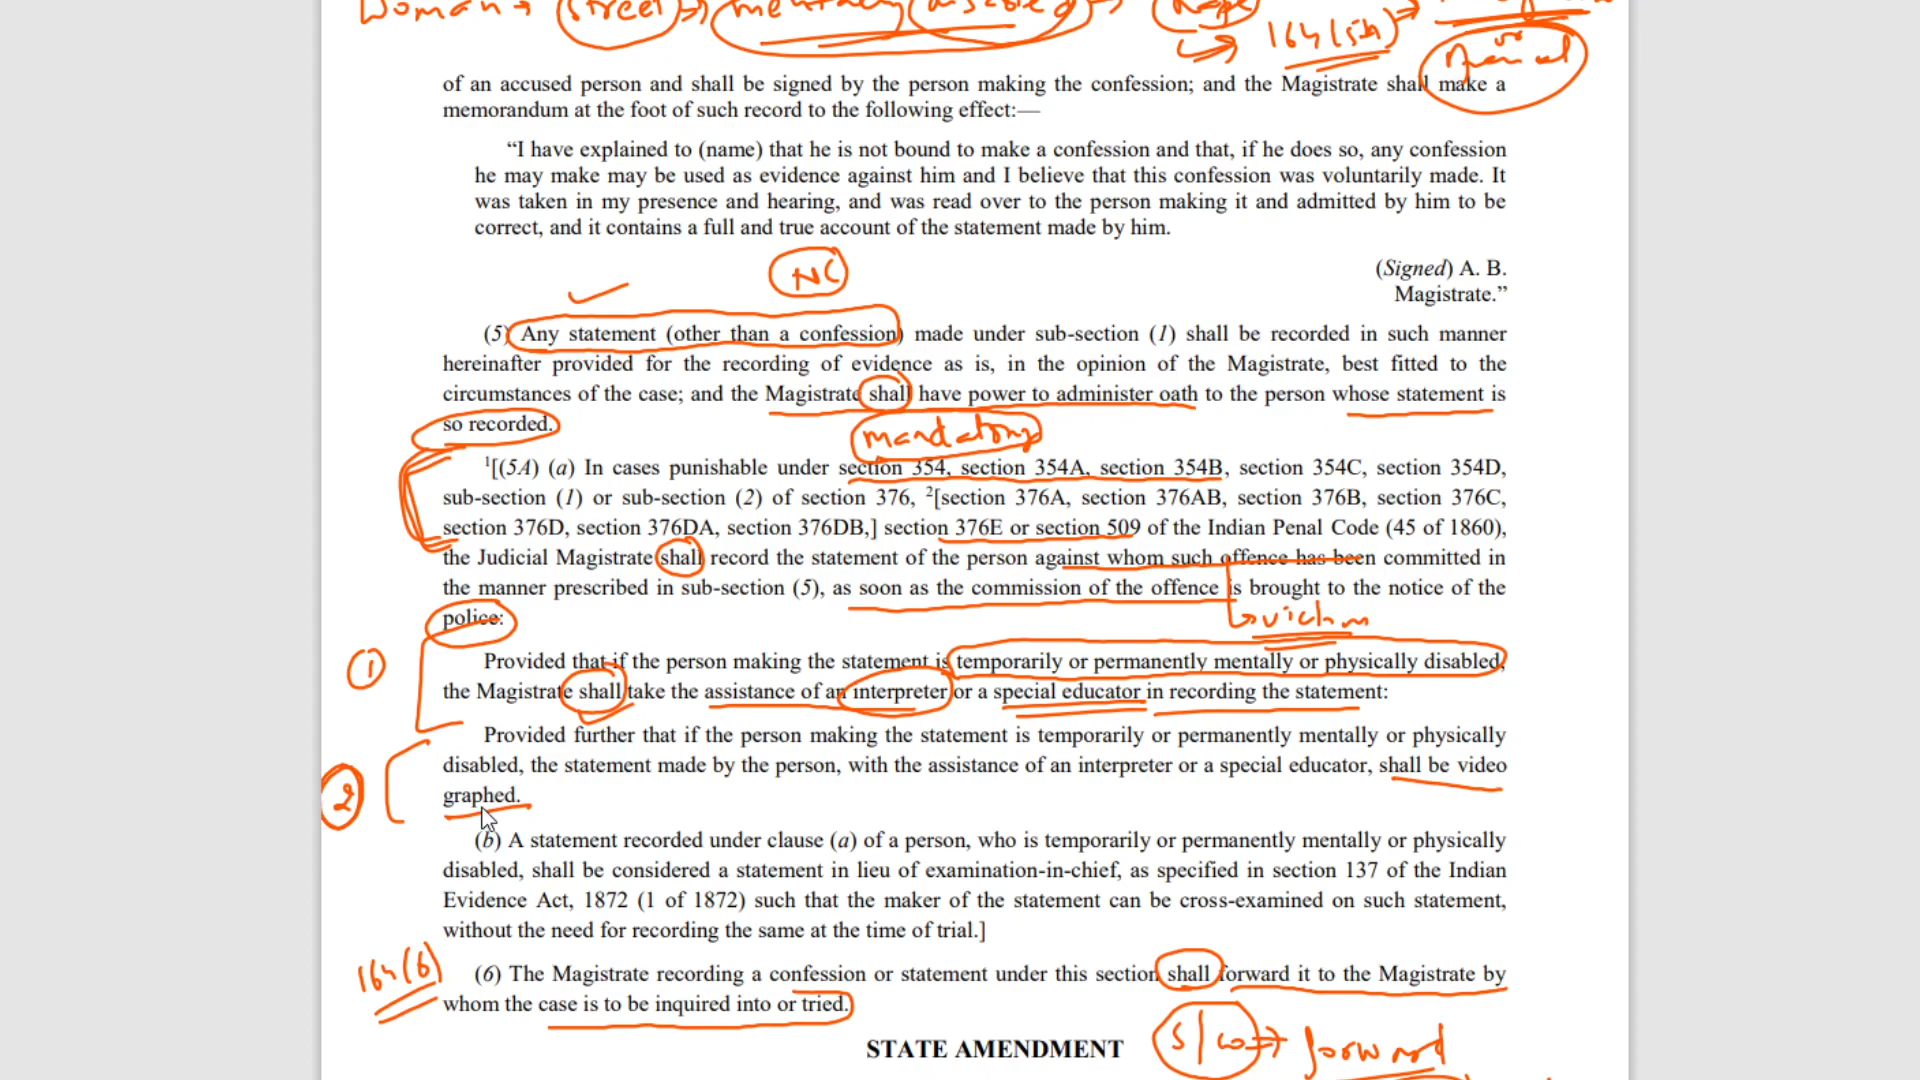 Woman → street → mentally disabled → Rape
↳ 164(5A) →
of an accused person and shall be signed by the person making the confession; and the Magistrate shall make a
memorandum at the foot of such record to the following effect:—
“I have explained to (name) that he is not bound to make a confession and that, if he does so, any confession
he may make may be used as evidence against him and I believe that this confession was voluntarily made. It
was taken in my presence and hearing, and was read over to the person making it and admitted by him to be
correct, and it contains a full and true account of the statement made by him.
NC
(Signed) A. B.
Magistrate.”
(5) Any statement (other than a confession) made under sub-section (1) shall be recorded in such manner
hereinafter provided for the recording of evidence as is, in the opinion of the Magistrate, best fitted to the
circumstances of the case; and the Magistrate shall have power to administer oath to the person whose statement is
so recorded.
mandatory
1[(5A) (a) In cases punishable under section 354, section 354A, section 354B, section 354C, section 354D,
sub-section (1) or sub-section (2) of section 376, 2[section 376A, section 376AB, section 376B, section 376C,
section 376D, section 376DA, section 376DB,] section 376E or section 509 of the Indian Penal Code (45 of 1860),
the Judicial Magistrate shall record the statement of the person against whom such offence has been committed in
the manner prescribed in sub-section (5), as soon as the commission of the offence is brought to the notice of the
police:
↳ victim
1
Provided that if the person making the statement is temporarily or permanently mentally or physically disabled,
the Magistrate shall take the assistance of an interpreter or a special educator in recording the statement:
Provided further that if the person making the statement is temporarily or permanently mentally or physically
disabled, the statement made by the person, with the assistance of an interpreter or a special educator, shall be video
2
graphed.
(b) A statement recorded under clause (a) of a person, who is temporarily or permanently mentally or physically
disabled, shall be considered a statement in lieu of examination-in-chief, as specified in section 137 of the Indian
Evidence Act, 1872 (1 of 1872) such that the maker of the statement can be cross-examined on such statement,
without the need for recording the same at the time of trial.]
164(6)
(6) The Magistrate recording a confession or statement under this section shall forward it to the Magistrate by
whom the case is to be inquired into or tried.
STATE AMENDMENT
forward